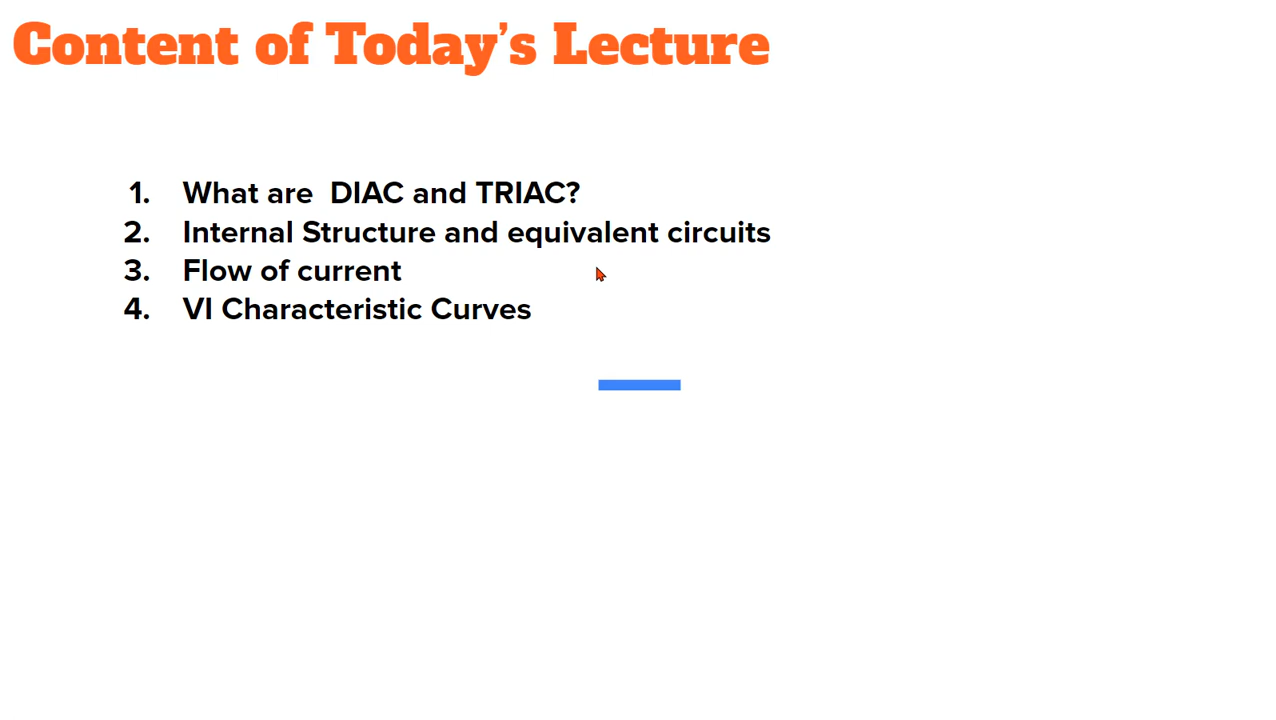 Content of Today’s Lecture
1. What are DIAC and TRIAC?
2. Internal Structure and equivalent circuits
3. Flow of current
4. VI Characteristic Curves